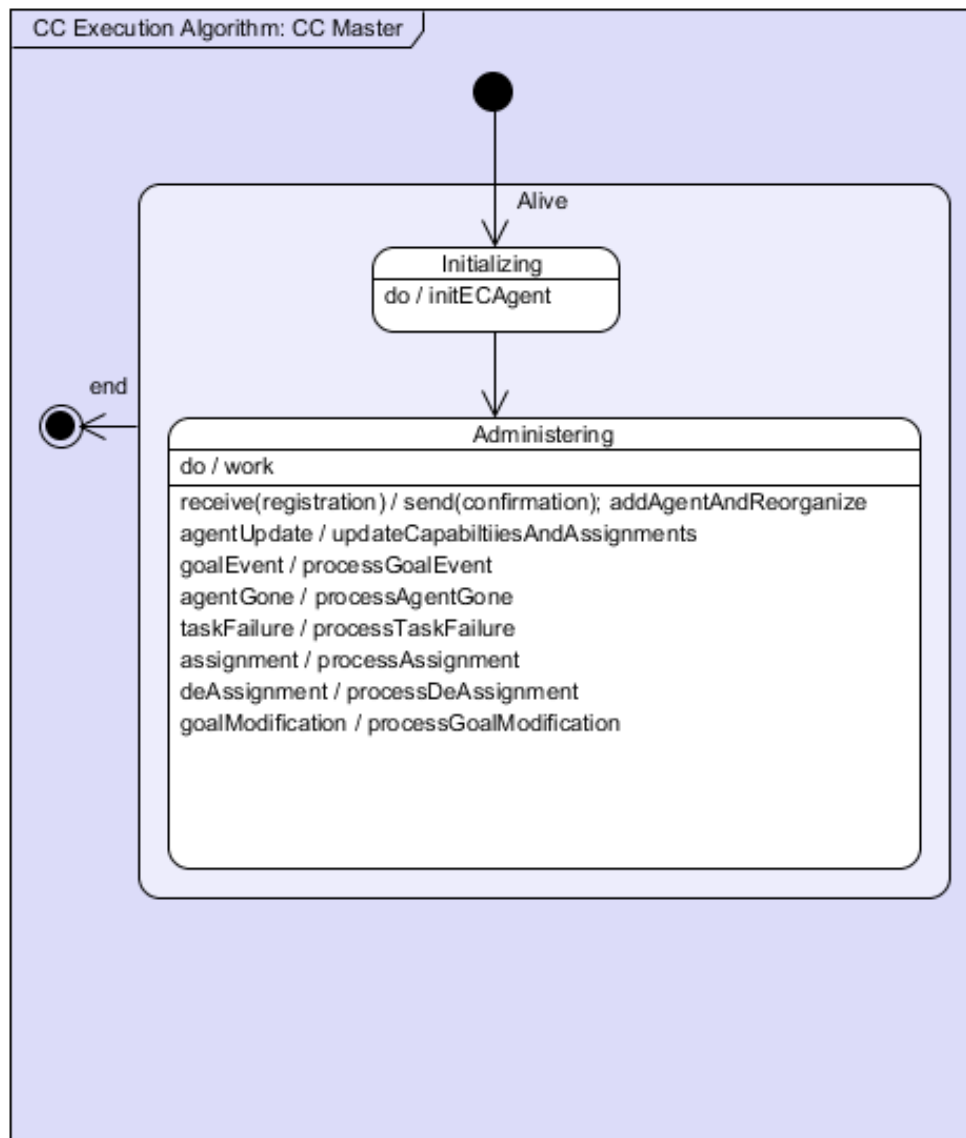 CC Execution Algorithm: CC Master
Alive
Initializing
do / initECAgent
end
Administering
do / work
receive(registration) / send(confirmation); addAgentAndReorganize
agentUpdate / updateCapabiltiiesAndAssignments
goalEvent / processGoalEvent
agentGone / processAgentGone
taskFailure / processTaskFailure
assignment / processAssignment
deAssignment / processDeAssignment
goalModification / processGoalModification